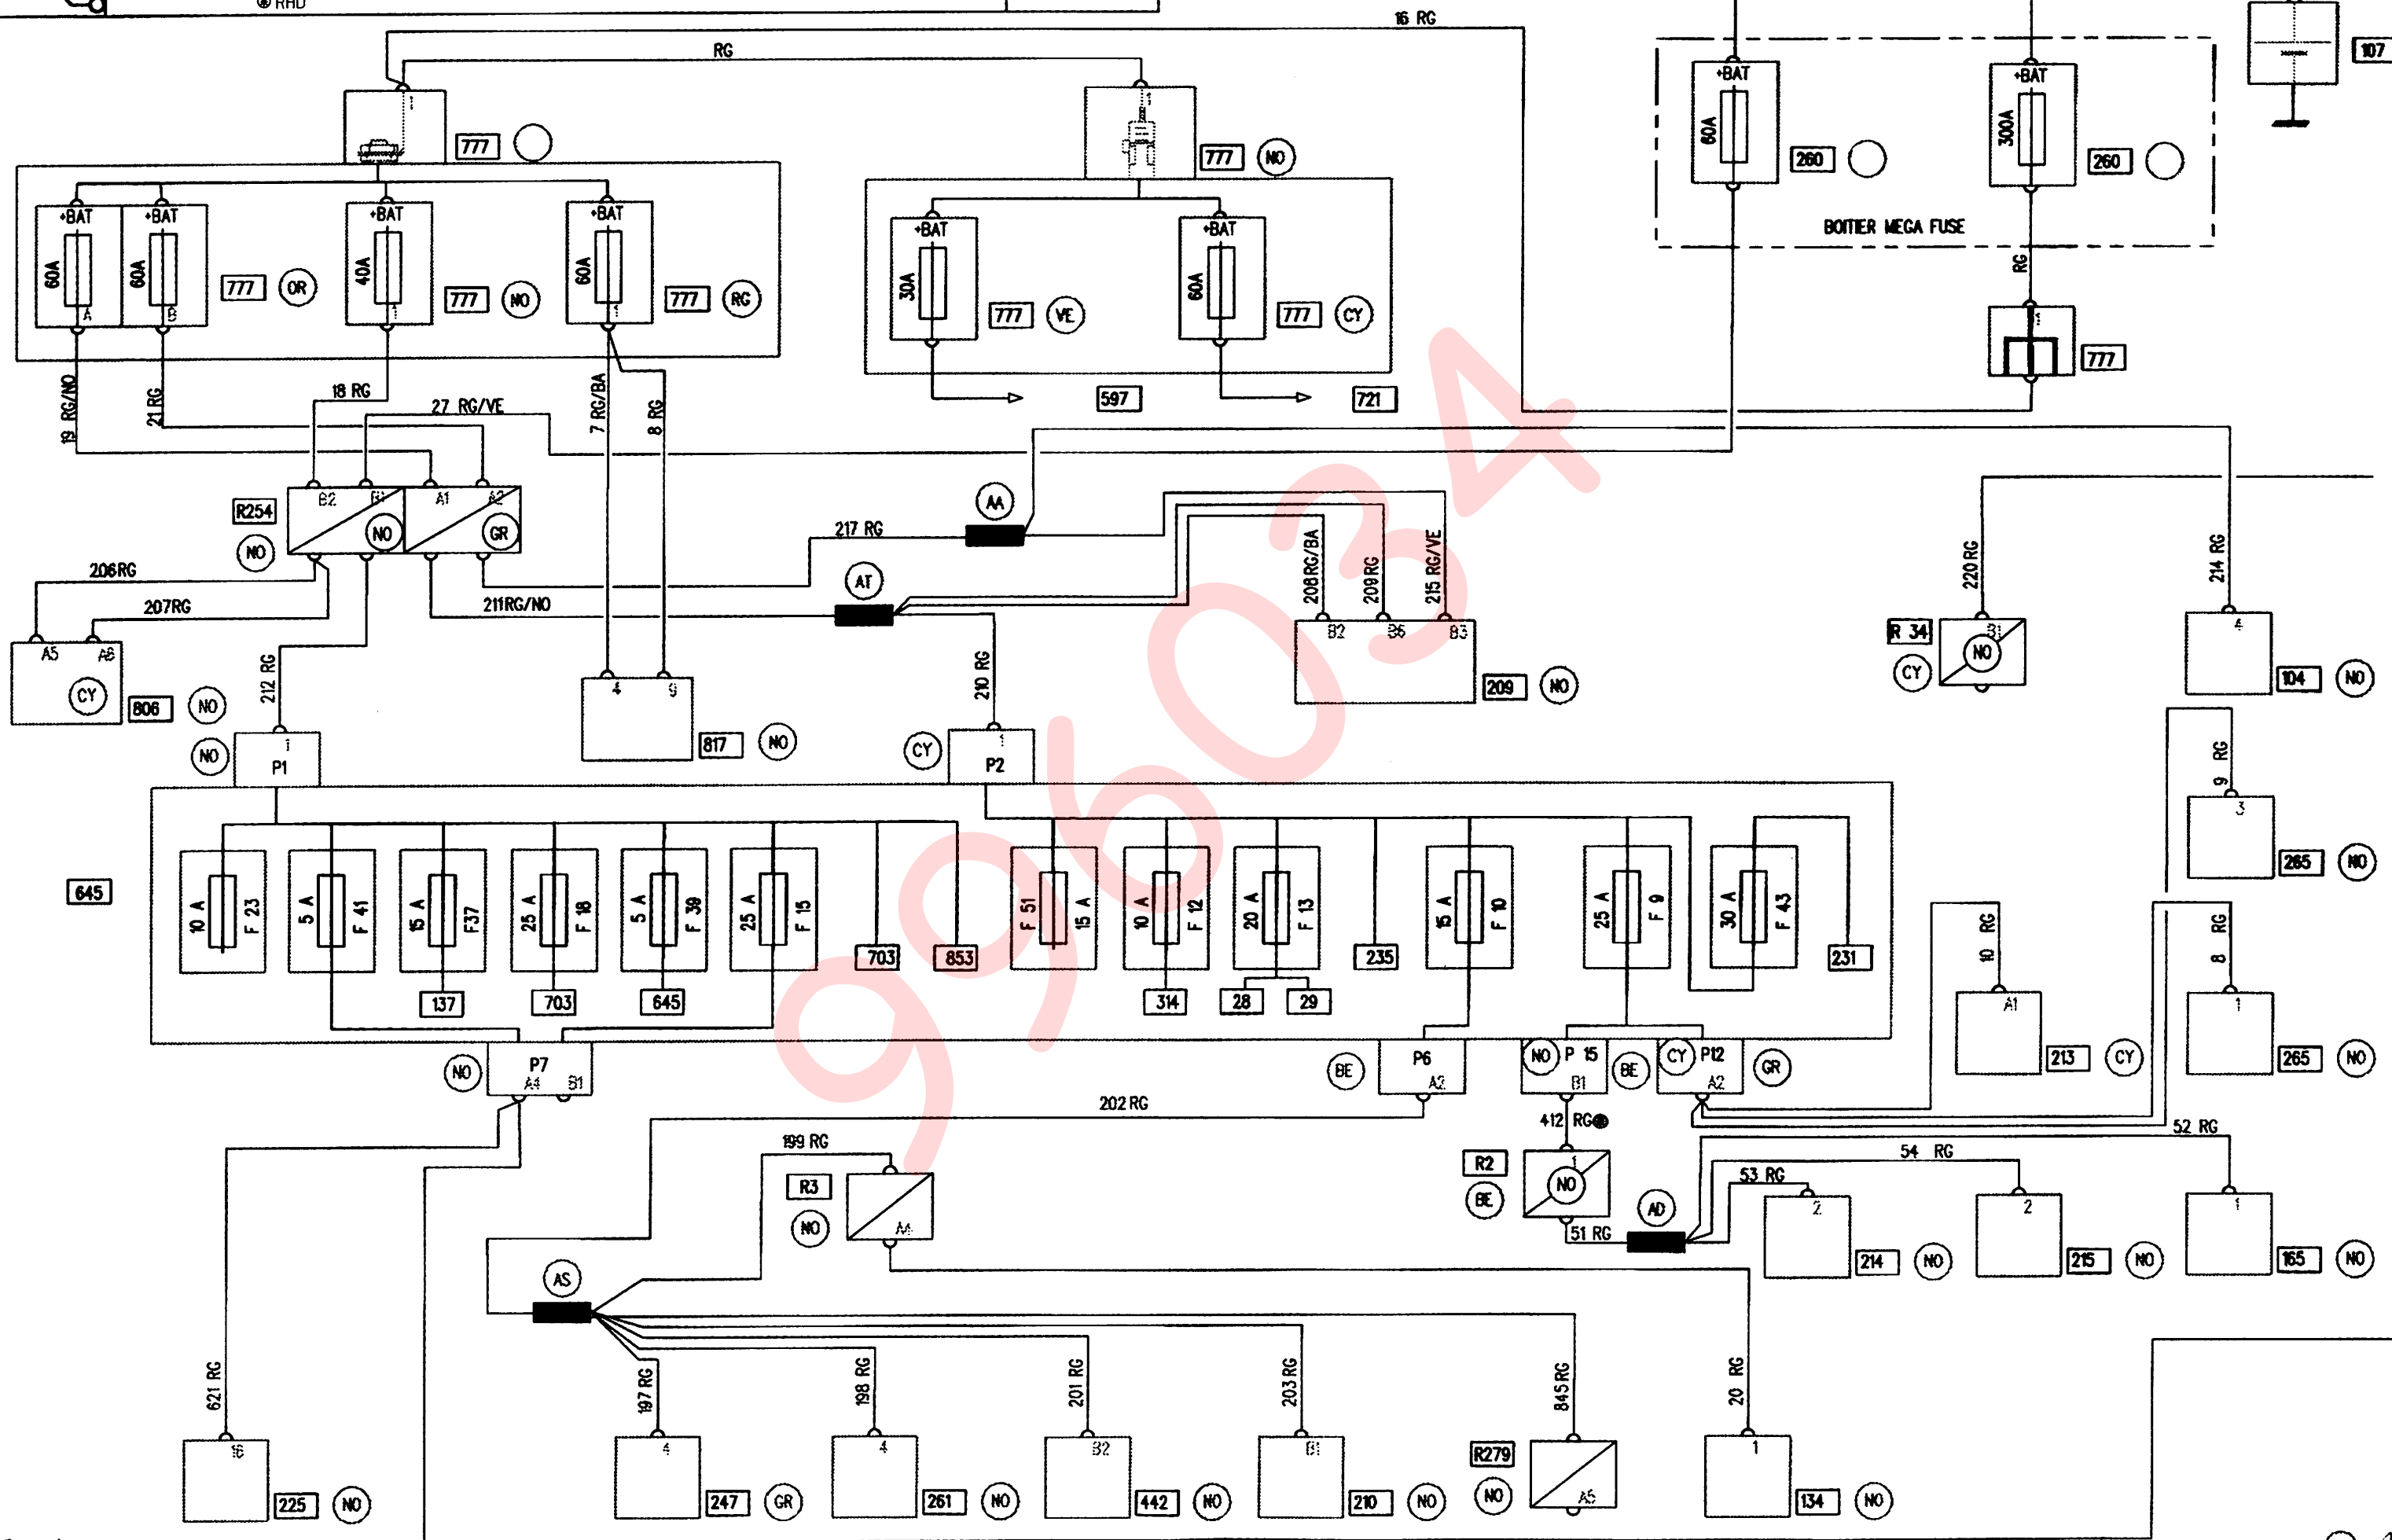 ® RHD
16 RG
RG
107
1
777
1
777 NO
+BAT 60A
260
+BAT 300A
260
BOITIER MEGA FUSE
+BAT 60A A
+BAT 60A B
777 OR
+BAT 40A 1
777 NO
+BAT 60A 1
777 RG
+BAT 30A
777 VE
+BAT 60A
777 CY
RG
1
777
597
721
19 RG/NO
21 RG
18 RG
27 RG/VE
7 RG/BA
8 RG
R254
NO
B2 B1 A1 A2
NO GR
217 RG
AA
AT
206RG
207RG
211RG/NO
208RG/BA
209RG
215 RG/VE
220RG
214 RG
A5 A6
CY
806 NO
212 RG
4 9
817 NO
210 RG
B2 B6 B3
209 NO
R 34
CY
B1
NO
4
104 NO
NO
1
P1
CY
1
P2
9 RG
3
265 NO
645
10 A F 23
5 A F 41
15 A F37
25 A F 18
5 A F 39
25 A F 15
703
853
F 51 15 A
10 A F 12
20 A F 13
235
15 A F 10
25 A F 9
30 A F 43
231
137
703
645
314
28
29
10 RG
A1
213 CY
8 RG
1
265 NO
NO
P7
A4 B1
BE
P6
A2
NO P 15
B1
BE
CY P12
A2
GR
202 RG
412 RG
199 RG
R3
NO
A4
R2
BE
1
NO
51 RG
AD
52 RG
54 RG
53 RG
2
214 NO
2
215 NO
1
165 NO
AS
621 RG
197 RG
198 RG
201 RG
203 RG
845 RG
20 RG
16
225 NO
4
247 GR
4
261 NO
B2
442 NO
B1
210 NO
R279
NO
A5
1
134 NO
996034